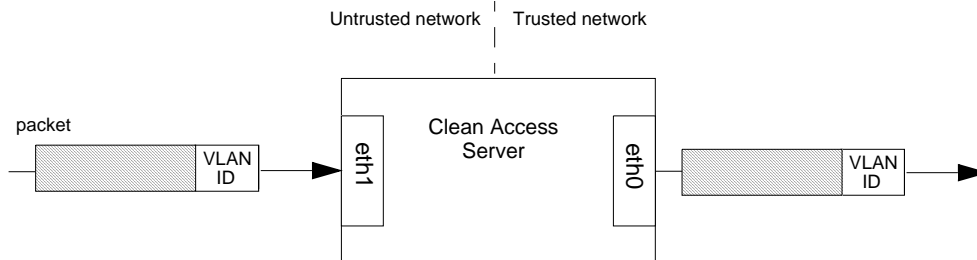 Untrusted network
Trusted network
packet
Clean Access
Server
VLAN
ID
eth1
eth0
VLAN
ID